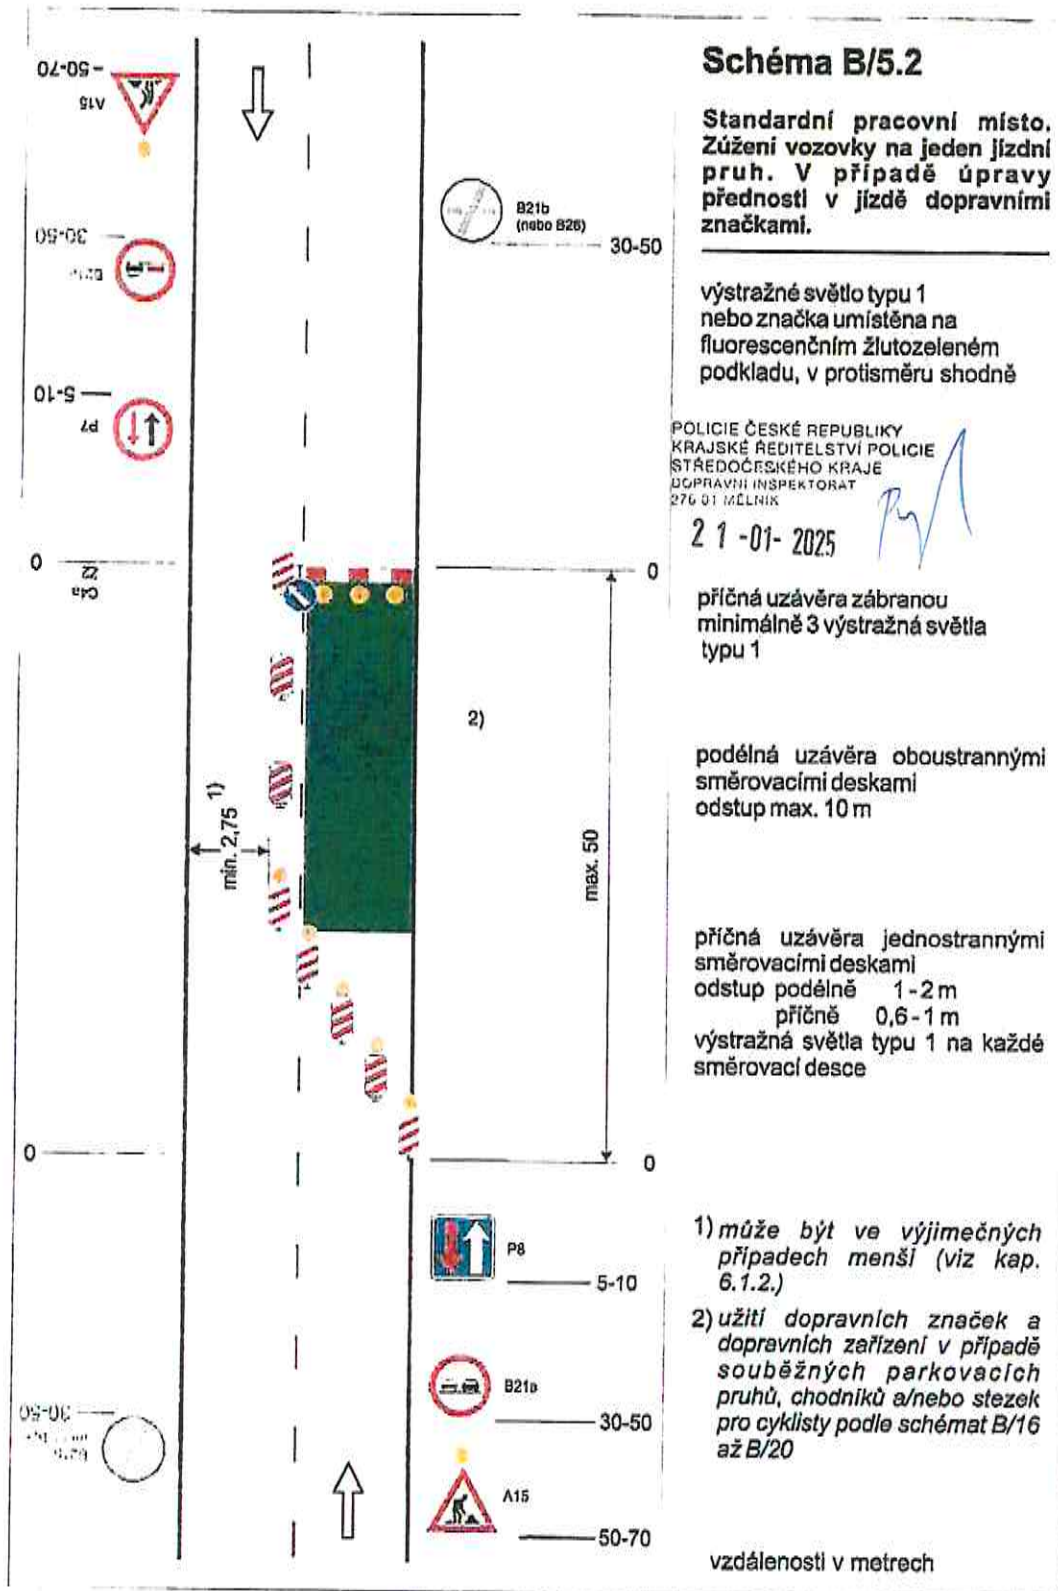 Schéma B/5.2
Standardní pracovní místo.
Zúžení vozovky na jeden jízdní
pruh. V případě úpravy
přednosti v jízdě dopravními
značkami.
výstražné světlo typu 1
nebo značka umístěna na
fluorescenčním žlutozeleném
podkladu, v protisměru shodně
POLICIE ČESKÉ REPUBLIKY
KRAJSKÉ ŘEDITELSTVÍ POLICIE
STŘEDOČESKÉHO KRAJE
DOPRAVNÍ INSPEKTORÁT
276 01 MĚLNÍK
21 -01- 2025
příčná uzávěra zábranou
minimálně 3 výstražná světla
typu 1
podélná uzávěra oboustrannými
směrovacími deskami
odstup max. 10 m
příčná uzávěra jednostrannými
směrovacími deskami
odstup podélně 1-2 m
příčně 0,6-1 m
výstražná světla typu 1 na každé
směrovací desce
1) může být ve výjimečných
případech menší (viz kap.
6.1.2.)
2) užití dopravních značek a
dopravních zařízení v případě
souběžných parkovacích
pruhů, chodníků a/nebo stezek
pro cyklisty podle schémat B/16
až B/20
vzdálenosti v metrech
50-70
A15
30-50
5-10
P7
0
Z2
C4a
B21b
(nebo B26)
30-50
0
2)
min. 2,75 1)
max. 50
0
0
P8
5-10
B21a
30-50
A15
50-70
30-50